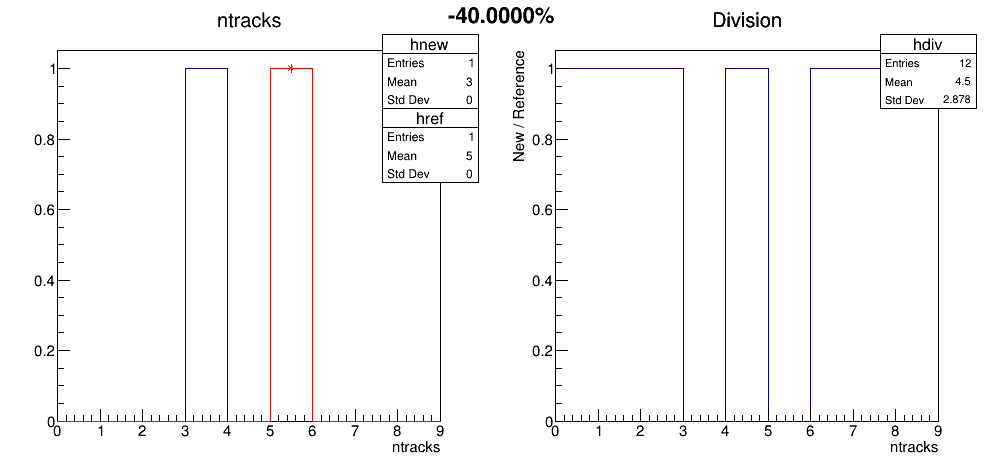 -40.0000%
ntracks
hnew
Entries 1
Mean 3
Std Dev 0
href
Entries 1
Mean 5
Std Dev 0
1
0.8
0.6
0.4
0.2
0
0 1 2 3 4 5 6 7 8 9
ntracks
Division
hdiv
Entries 12
Mean 4.5
Std Dev 2.878
New / Reference
1
0.8
0.6
0.4
0.2
0
0 1 2 3 4 5 6 7 8 9
ntracks